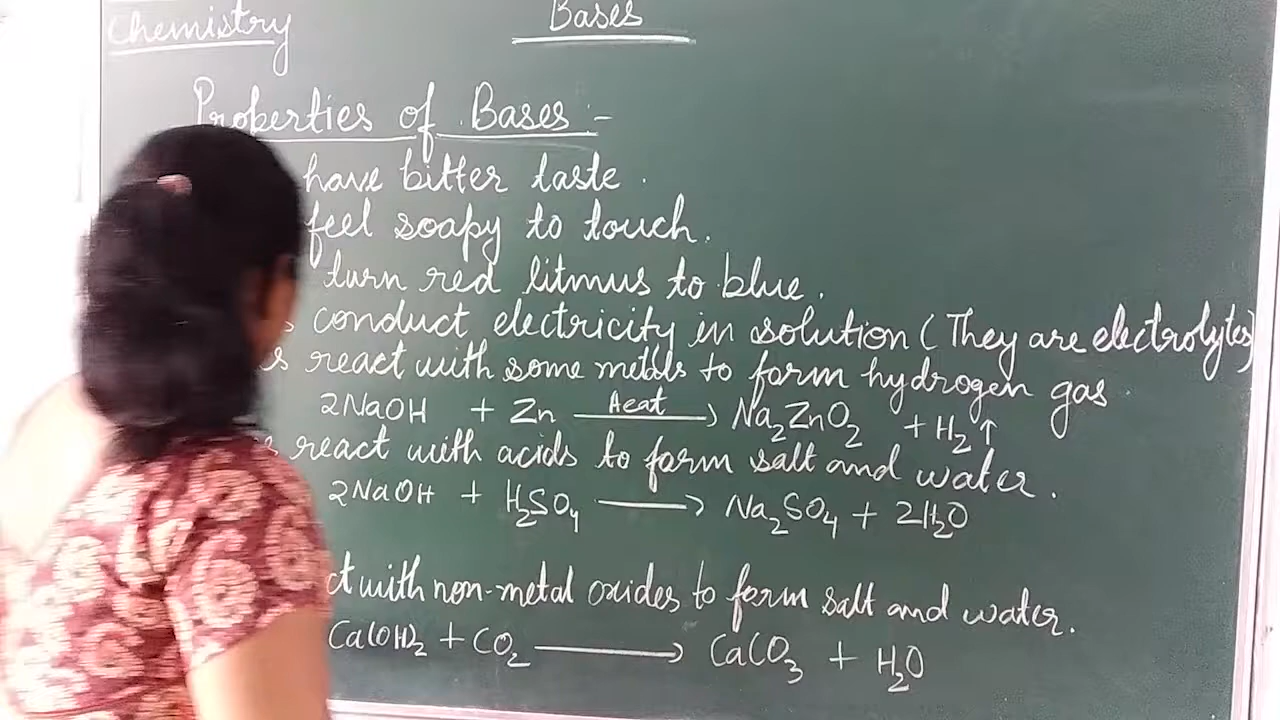 Chemistry Bases
Properties of Bases :-
have bitter taste.
feel soapy to touch.
turn red litmus to blue.
s conduct electricity in solution (They are electrolytes)
s react with some metals to form hydrogen gas.
2NaOH + Zn Heat → Na₂ZnO₂ + H₂↑
s react with acids to form salt and water.
2NaOH + H₂SO₄ → Na₂SO₄ + 2H₂O
ct with non-metal oxides to form salt and water.
Ca(OH)₂ + CO₂ → CaCO₃ + H₂O